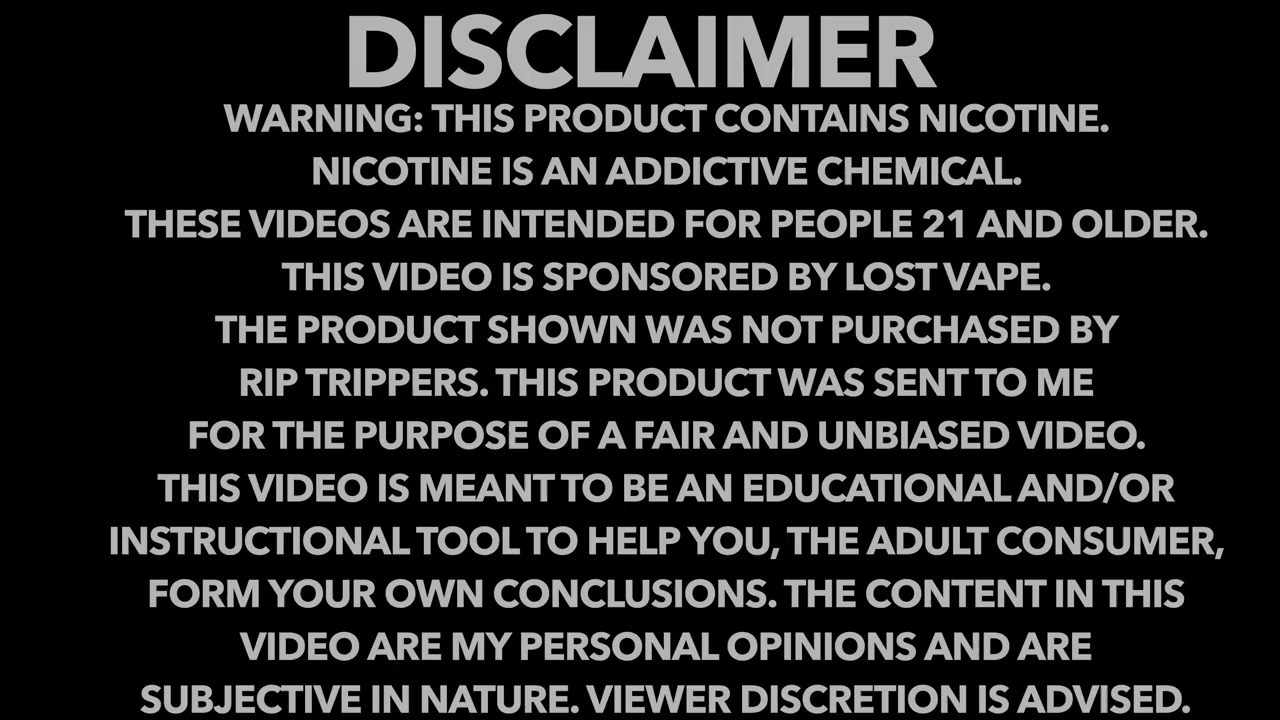 DISCLAIMER
WARNING: THIS PRODUCT CONTAINS NICOTINE.
NICOTINE IS AN ADDICTIVE CHEMICAL.
THESE VIDEOS ARE INTENDED FOR PEOPLE 21 AND OLDER.
THIS VIDEO IS SPONSORED BY LOST VAPE.
THE PRODUCT SHOWN WAS NOT PURCHASED BY
RIP TRIPPERS. THIS PRODUCT WAS SENT TO ME
FOR THE PURPOSE OF A FAIR AND UNBIASED VIDEO.
THIS VIDEO IS MEANT TO BE AN EDUCATIONAL AND/OR
INSTRUCTIONAL TOOL TO HELP YOU, THE ADULT CONSUMER,
FORM YOUR OWN CONCLUSIONS. THE CONTENT IN THIS
VIDEO ARE MY PERSONAL OPINIONS AND ARE
SUBJECTIVE IN NATURE. VIEWER DISCRETION IS ADVISED.